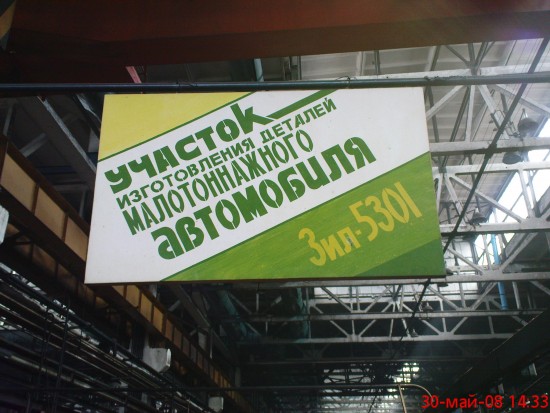 участок
изготовления деталей
малотоннажного
автомобиля
Зил-5301
30-май-08 14:33